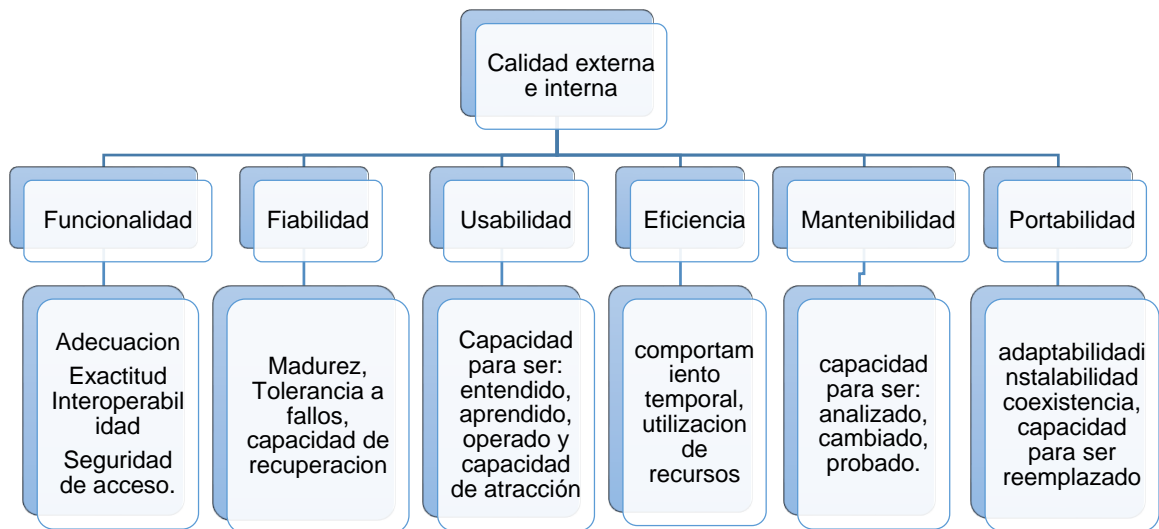 Calidad externa
e interna
Funcionalidad
Fiabilidad
Usabilidad
Eficiencia
Mantenibilidad
Portabilidad
Adecuacion
Exactitud
Interoperabil
idad
Seguridad
de acceso.
Madurez,
Tolerancia a
fallos,
capacidad de
recuperacion
Capacidad
para ser:
entendido,
aprendido,
operado y
capacidad
de atracción
comportam
iento
temporal,
utilizacion
de
recursos
capacidad
para ser:
analizado,
cambiado,
probado.
adaptabilidadi
nstalabilidad
coexistencia,
capacidad
para ser
reemplazado